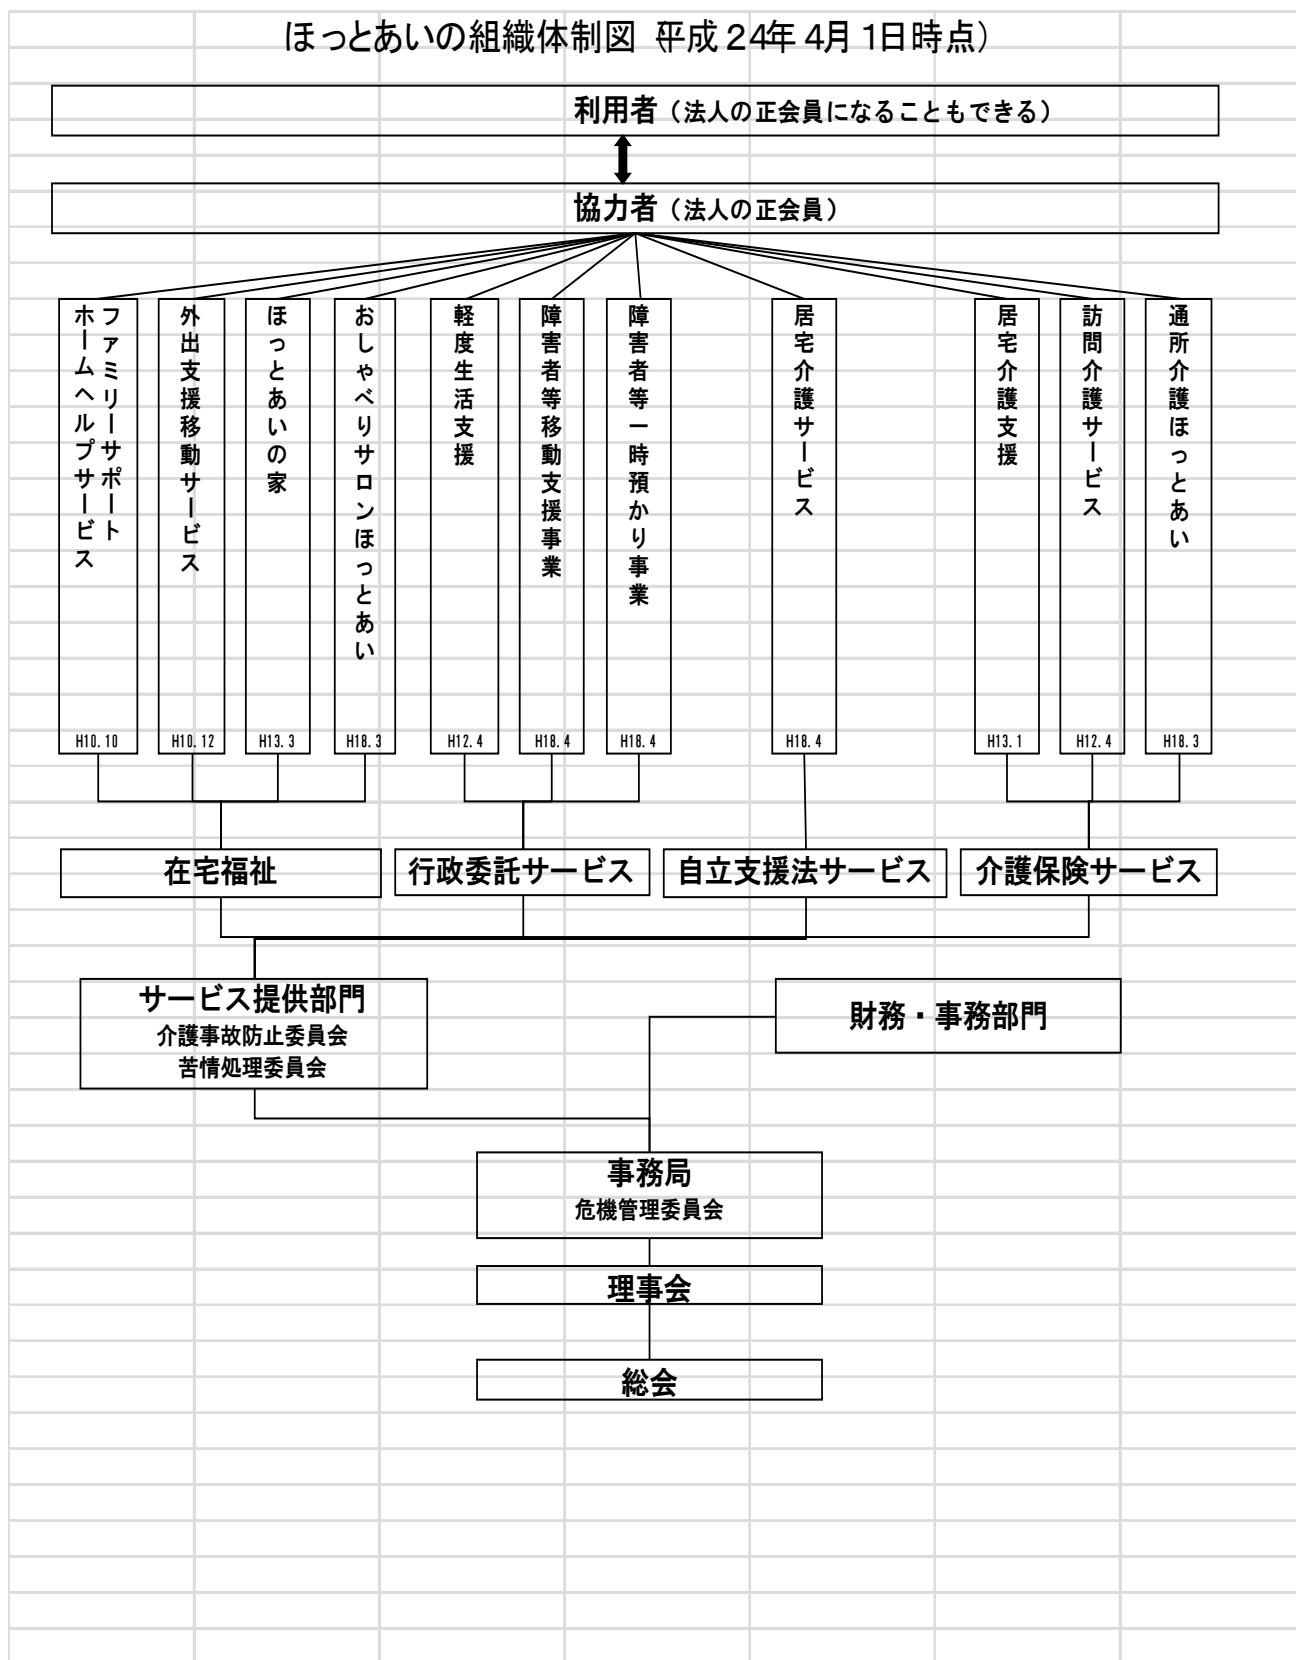 ほっとあいの組織体制図（平成24年4月1日時点）
利用者（法人の正会員になることもできる）
協力者（法人の正会員）
ファミリーサポート
ホームヘルプサービス
H10.10
外出支援移動サービス
H10.12
ほっとあいの家
H13.3
おしゃべりサロンほっとあい
H18.3
軽度生活支援
H12.4
障害者等移動支援事業
H18.4
障害者等一時預かり事業
H18.4
居宅介護サービス
H18.4
居宅介護支援
H13.1
訪問介護サービス
H12.4
通所介護ほっとあい
H18.3
在宅福祉
行政委託サービス
自立支援法サービス
介護保険サービス
サービス提供部門
介護事故防止委員会
苦情処理委員会
財務・事務部門
事務局
危機管理委員会
理事会
総会